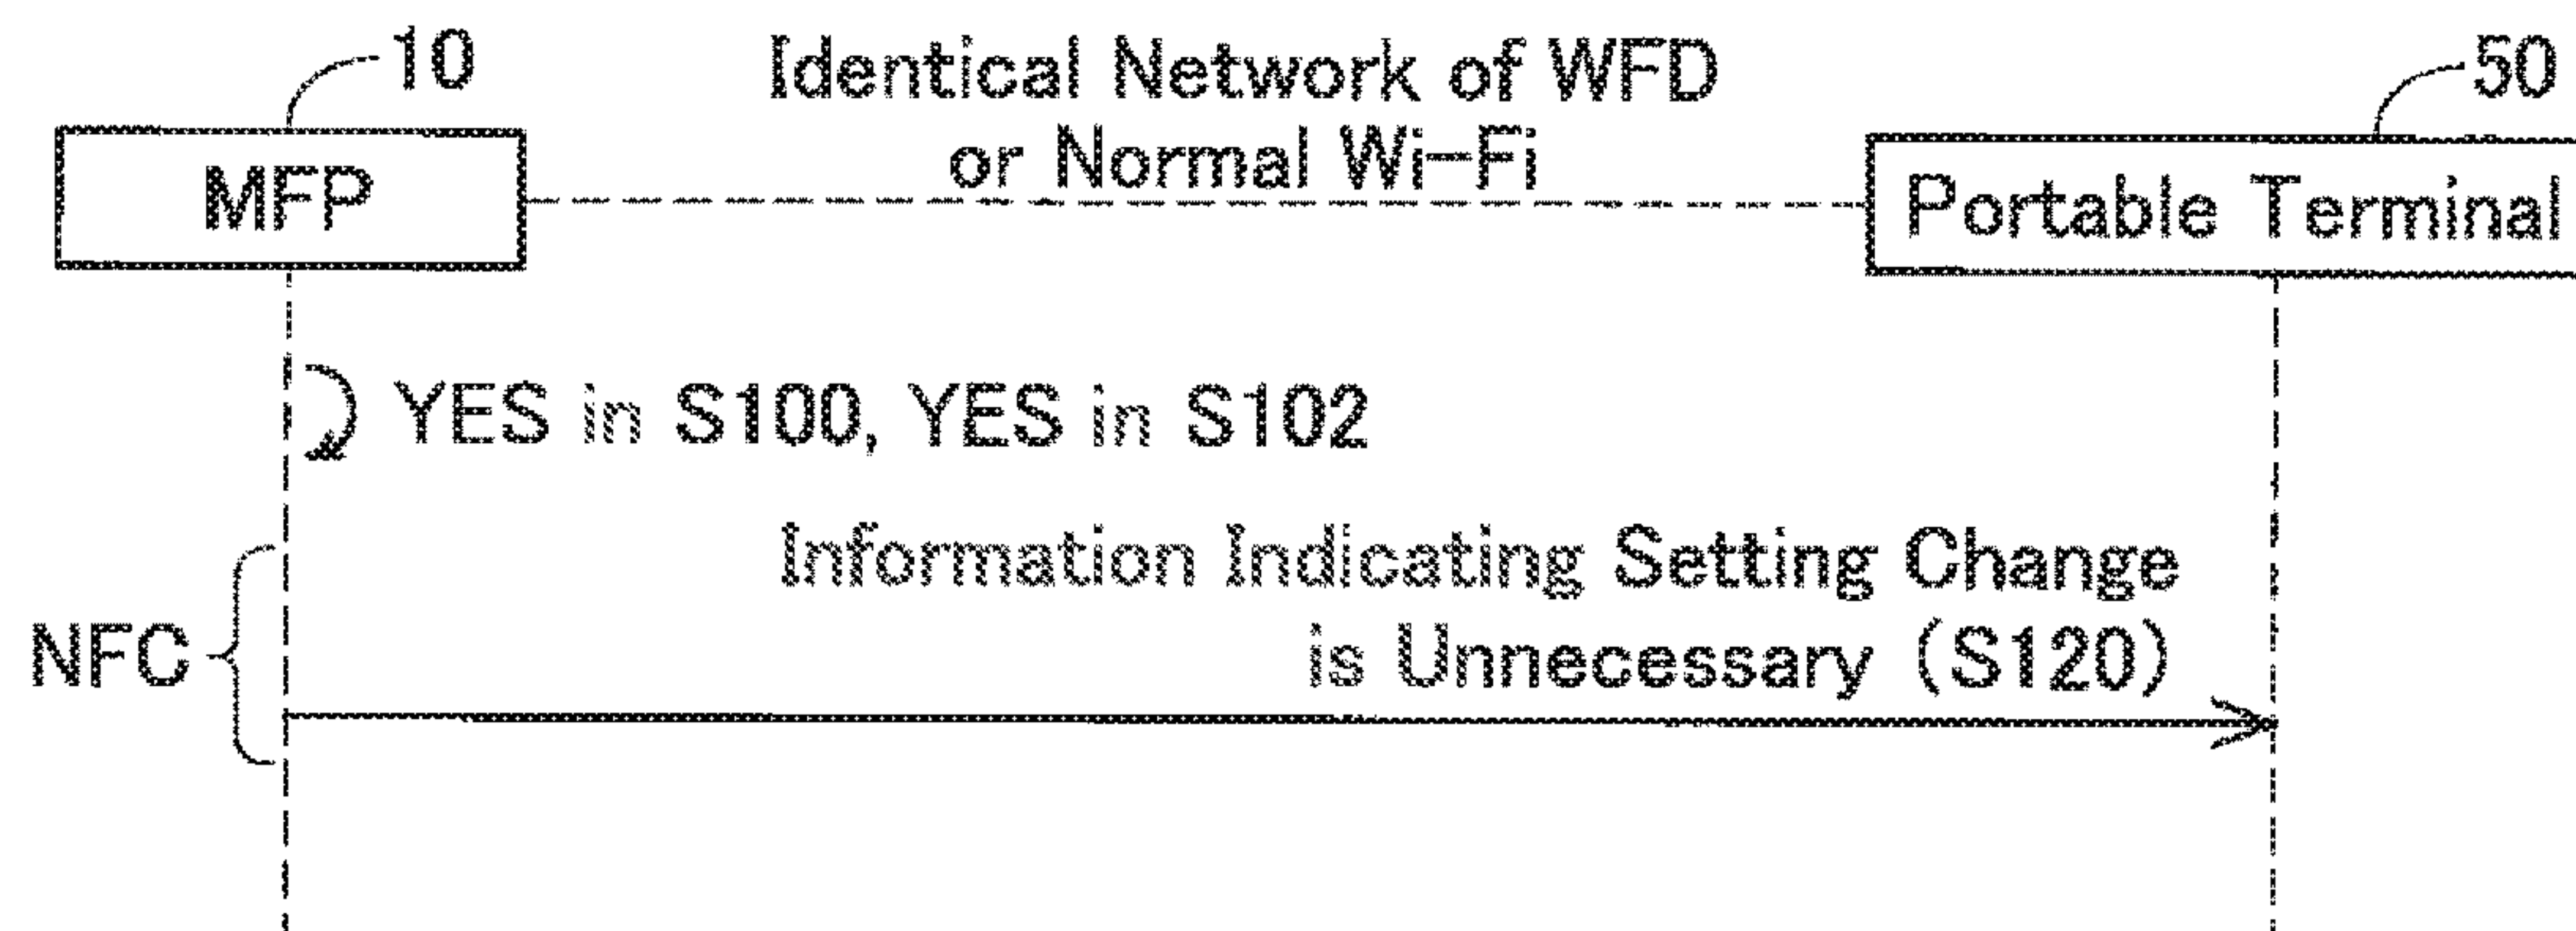 10
Identical Network of WFD
or Normal Wi-Fi
50
MFP
Portable Terminal
YES in S100, YES in S102
Information Indicating Setting Change
is Unnecessary (S120)
NFC